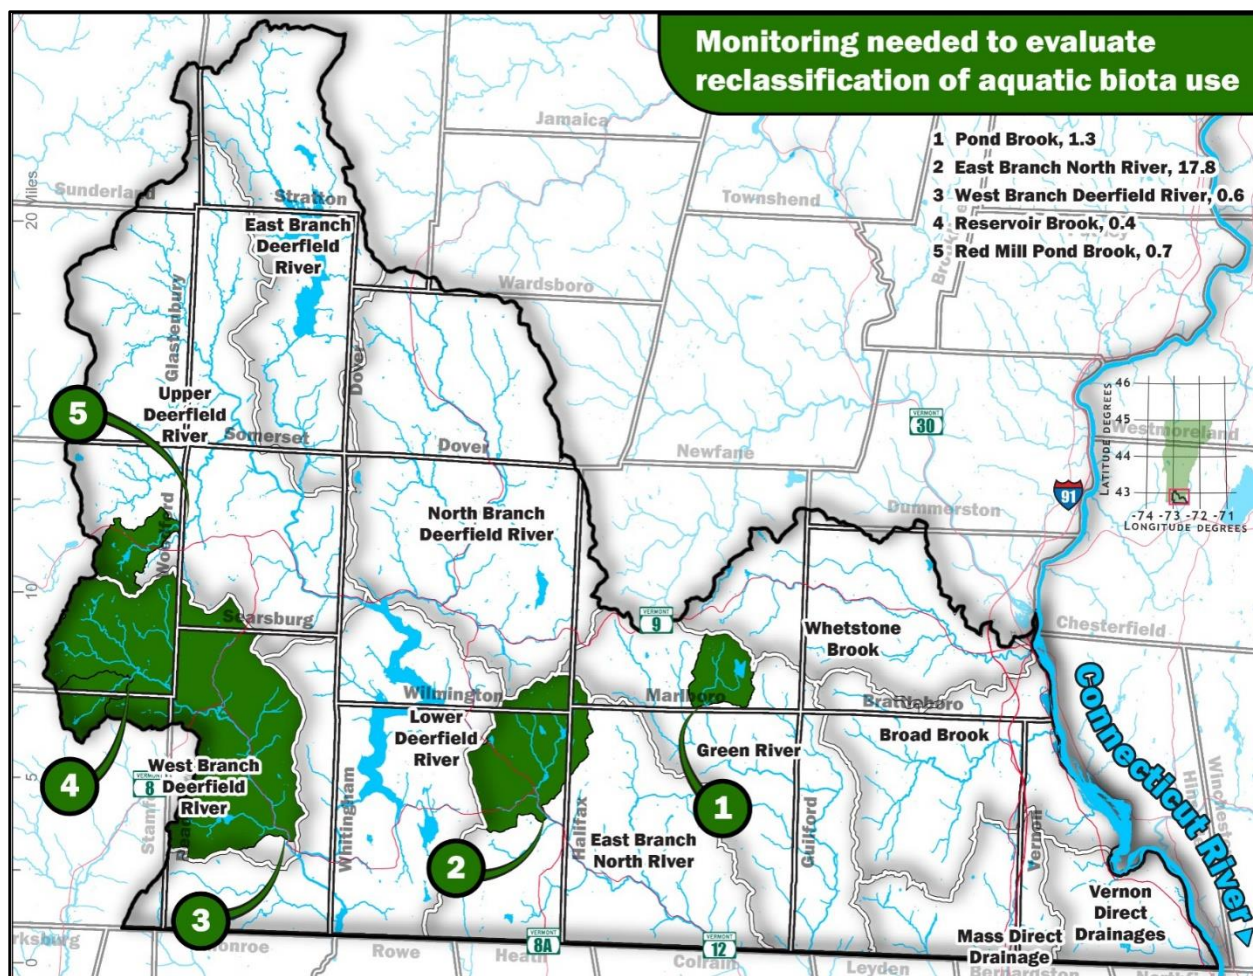 Monitoring needed to evaluate
reclassification of aquatic biota use
1 Pond Brook, 1.3
2 East Branch North River, 17.8
3 West Branch Deerfield River, 0.6
4 Reservoir Brook, 0.4
5 Red Mill Pond Brook, 0.7
Jamaica
Townshend
Sunderland
Stratton
20 Miles
East Branch
Deerfield
River
Wardsboro
Glastenbury
Dover
46
LATITUDE DEGREES
45
44
43
-74 -73 -72 -71
LONGITUDE DEGREES
Westmoreland
5
Upper
Deerfield
River
Somerset
Dover
Newfane
VERMONT
30
91
Dummerston
North Branch
Deerfield River
Woodford
10
Searsburg
VERMONT
9
Whetstone
Brook
Chesterfield
Wilmington
Marlboro
Brattleboro
Lower
Deerfield
River
Green River
Broad Brook
Connecticut River
4
5
West Branch
Deerfield
River
VERMONT
8
Whitingham
Halifax
1
Guilford
Vernon
Winchester
2
East Branch
North River
3
Vernon
Direct
Drainages
Mass Direct
Drainage
0
Rowe
VERMONT
8A
Heath
Colrain
VERMONT
12
Leyden